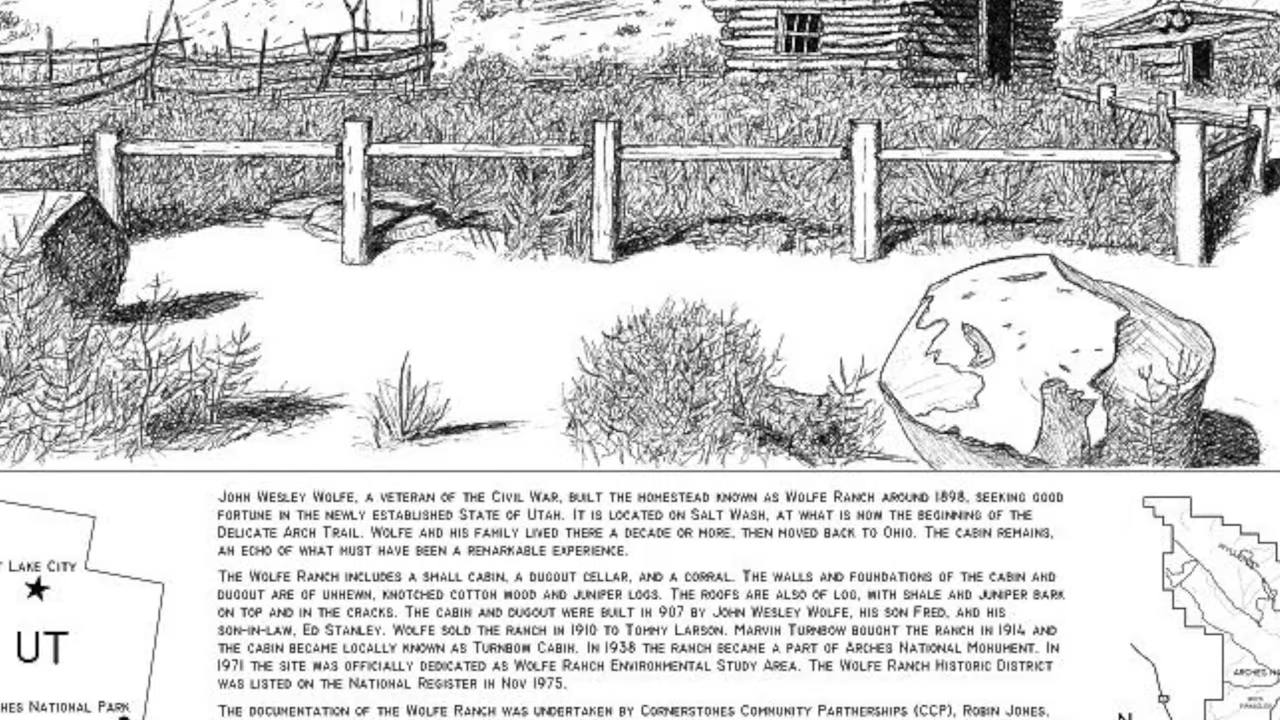 JOHN WESLEY WOLFE, A VETERAN OF THE CIVIL WAR, BUILT THE HOMESTEAD KNOWN AS WOLFE RANCH AROUND 1898, SEEKING GOOD
FORTUNE IN THE NEWLY ESTABLISHED STATE OF UTAH. IT IS LOCATED ON SALT WASH, AT WHAT IS NOW THE BEGINNING OF THE
DELICATE ARCH TRAIL. WOLFE AND HIS FAMILY LIVED THERE A DECADE OR MORE, THEN MOVED BACK TO OHIO. THE CABIN REMAINS,
AN ECHO OF WHAT MUST HAVE BEEN A REMARKABLE EXPERIENCE.
THE WOLFE RANCH INCLUDES A SMALL CABIN, A DUGOUT CELLAR, AND A CORRAL. THE WALLS AND FOUNDATIONS OF THE CABIN AND
DUGOUT ARE OF UNHEWN, KNOTCHED COTTON WOOD AND JUNIPER LOGS. THE ROOFS ARE ALSO OF LOG, WITH SHALE AND JUNIPER BARK
ON TOP AND IN THE CRACKS. THE CABIN AND DUGOUT WERE BUILT IN 907 BY JOHN WESLEY WOLFE, HIS SON FRED, AND HIS
SON-IN-LAW, ED STANLEY. WOLFE SOLD THE RANCH IN 1910 TO TOMMY LARSON. MARVIN TURNBOW BOUGHT THE RANCH IN 1914 AND
THE CABIN BECAME LOCALLY KNOWN AS TURNBOW CABIN. IN 1938 THE RANCH BECAME A PART OF ARCHES NATIONAL MONUMENT. IN
1971 THE SITE WAS OFFICIALLY DEDICATED AS WOLFE RANCH ENVIRONMENTAL STUDY AREA. THE WOLFE RANCH HISTORIC DISTRICT
WAS LISTED ON THE NATIONAL REGISTER IN NOV 1975.
THE DOCUMENTATION OF THE WOLFE RANCH WAS UNDERTAKEN BY CORNERSTONES COMMUNITY PARTNERSHIPS (CCP), ROBIN JONES,
T LAKE CITY
UT
HES NATIONAL PARK
ARCHES NA
N